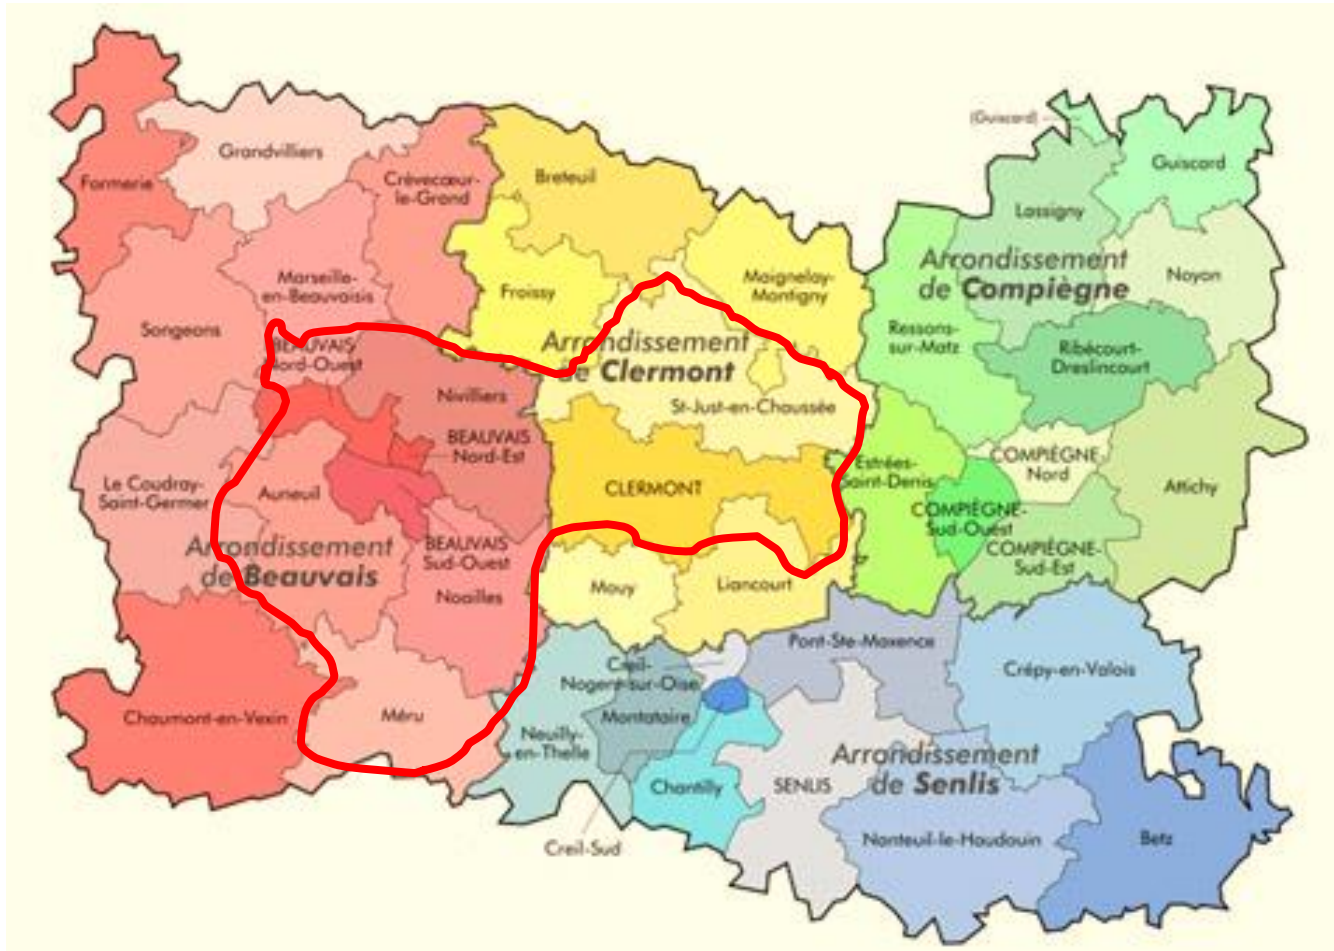 (Guiscard)
Grandvilliers
Guiscard
Formerie
Crèvecœur-
le-Grand
Breteuil
Lassigny
Marseille-
en-Beauvaisis
Froissy
Maignelay-
Montigny
Arrondissement
de Compiègne
Noyon
Songeons
BEAUVAIS
Nord-Ouest
Arrondissement
de Clermont
Ressons-
sur-Matz
Ribécourt-
Dreslincourt
Nivilliers
St-Just-en-Chaussée
BEAUVAIS
Nord-Est
Le Coudray-
Saint-Germer
Auneuil
CLERMONT
Estrées-
Saint-Denis
COMPIÈGNE
Nord
Attichy
COMPIÈGNE-
Sud-Ouest
Arrondissement
de Beauvais
BEAUVAIS
Sud-Ouest
COMPIÈGNE-
Sud-Est
Noailles
Mouy
Liancourt
Pont-Ste-Maxence
Creil-
Nogent-sur-Oise
Crépy-en-Valois
Chaumont-en-Vexin
Méru
Montataire
Neuilly-
en-Thelle
Arrondissement
de Senlis
Chantilly
SENLIS
Creil-Sud
Nanteuil-le-Haudouin
Betz